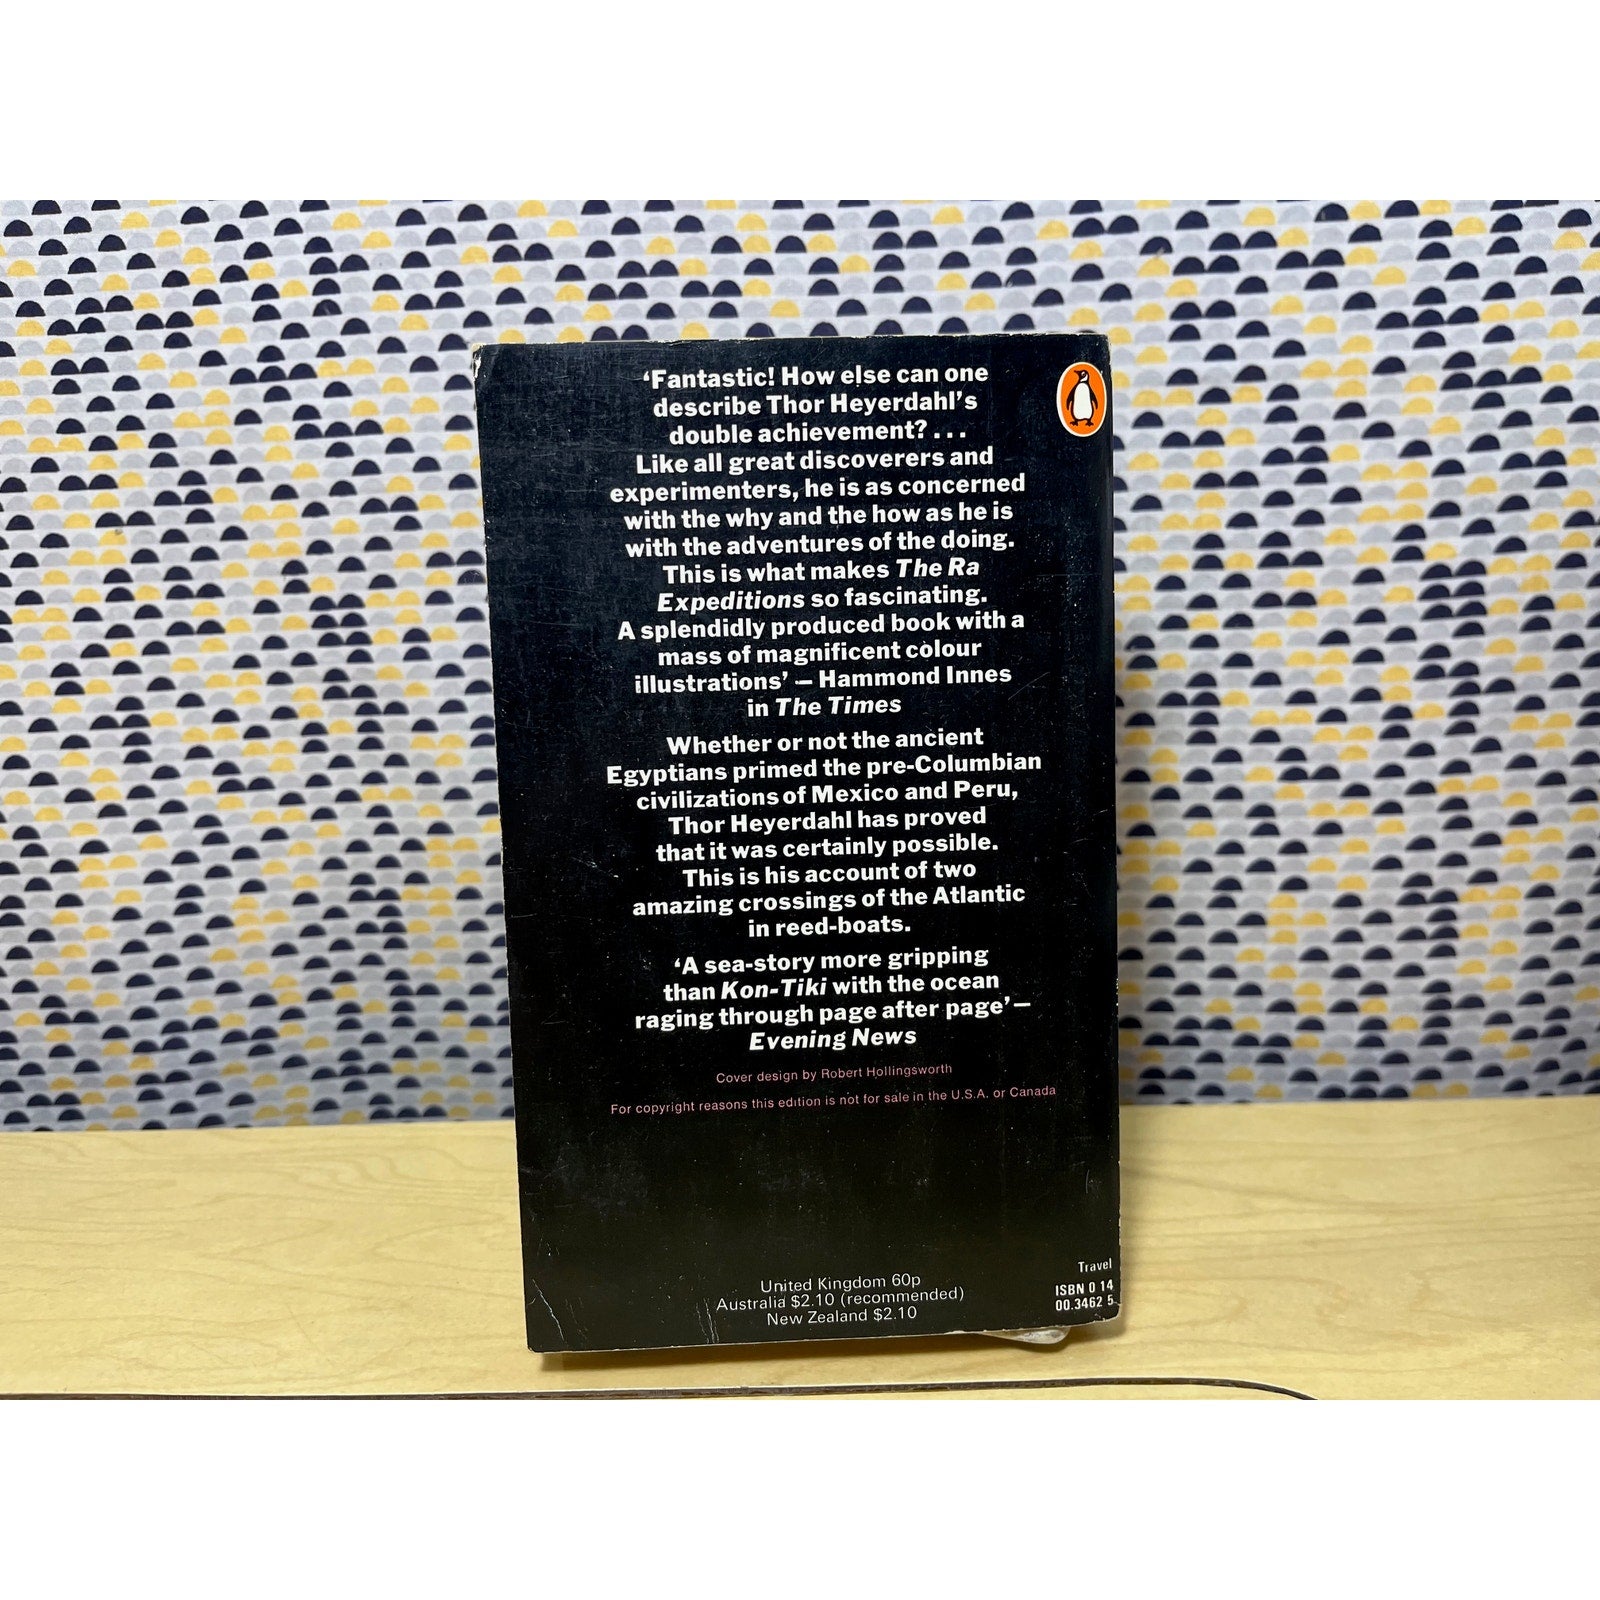 ‘Fantastic! How else can one
describe Thor Heyerdahl’s
double achievement? . . .
Like all great discoverers and
experimenters, he is as concerned
with the why and the how as he is
with the adventures of the doing.
This is what makes The Ra
Expeditions so fascinating.
A splendidly produced book with a
mass of magnificent colour
illustrations’ – Hammond Innes
in The Times
Whether or not the ancient
Egyptians primed the pre-Columbian
civilizations of Mexico and Peru,
Thor Heyerdahl has proved
that it was certainly possible.
This is his account of two
amazing crossings of the Atlantic
in reed-boats.
‘A sea-story more gripping
than Kon-Tiki with the ocean
raging through page after page’ –
Evening News
Cover design by Robert Hollingsworth
For copyright reasons this edition is not for sale in the U.S.A. or Canada
United Kingdom 60p
Australia $2.10 (recommended)
New Zealand $2.10
Travel
ISBN 0 14
00.3462 5